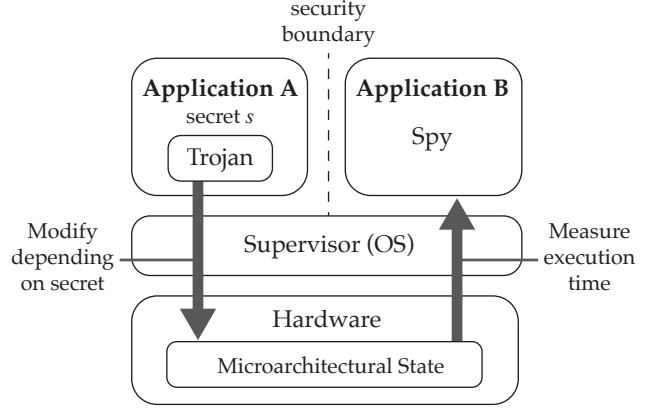 security
boundary
Application A
secret s
Trojan
Application B
Spy
Modify
depending
on secret
Supervisor (OS)
Measure
execution
time
Hardware
Microarchitectural State